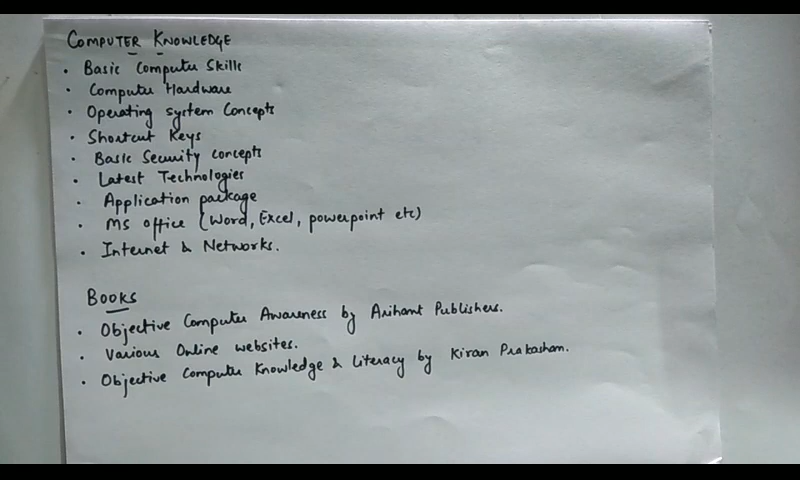 COMPUTER KNOWLEDGE
• Basic Computer Skills
• Computer Hardware
• Operating system Concepts
• Shortcut Keys
• Basic Security concepts
• Latest Technologies
• Application package
• MS office (Word, Excel, powerpoint etc)
• Internet & Networks.
BOOKS
• Objective Computer Awareness by Arihant Publishers.
• Various Online websites.
• Objective Computer Knowledge & Literacy by Kiran Prakasham.